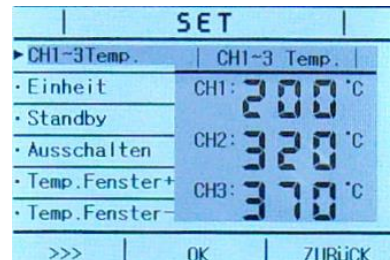 SET
CH1~3Temp.
CH1~3 Temp.
· Einheit
CH1: 200 °C
· Standby
· Ausschalten
CH2: 320 °C
· Temp.Fenster+
CH3: 370 °C
· Temp.Fenster-
>>> OK ZURüCK